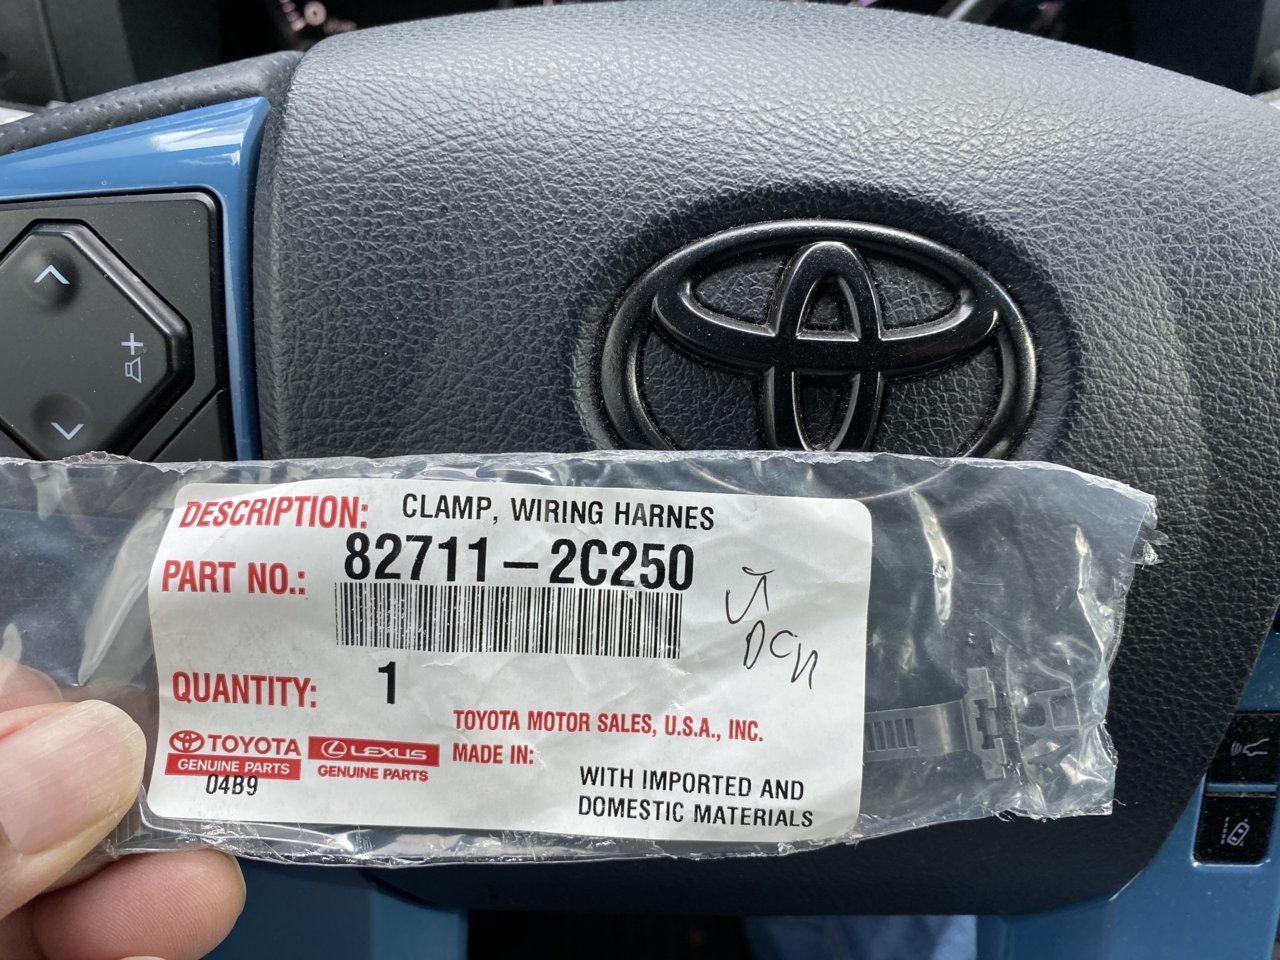 DESCRIPTION: CLAMP, WIRING HARNES
PART NO.: 82711-2C250
QUANTITY: 1
TOYOTA MOTOR SALES, U.S.A., INC.
MADE IN:
TOYOTA
GENUINE PARTS
LEXUS
GENUINE PARTS
04B9
WITH IMPORTED AND
DOMESTIC MATERIALS